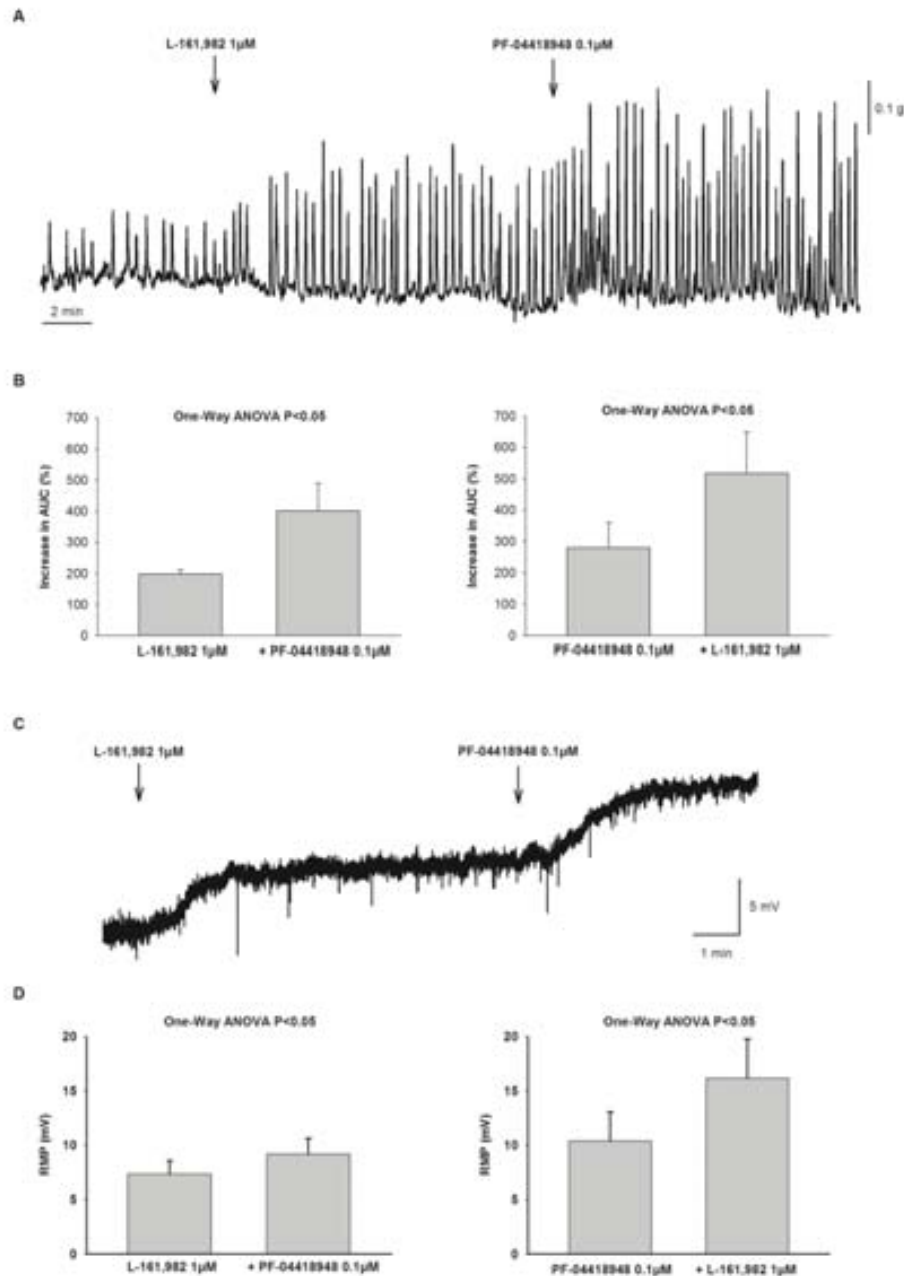 A
L-161,982 1µM PF-04418948 0.1µM
0.1 g
2 min
B
One-Way ANOVA P<0.05
Increase in AUC (%)
700
600
500
400
300
200
100
0
L-161,982 1µM + PF-04418948 0.1µM
One-Way ANOVA P<0.05
Increase in AUC (%)
700
600
500
400
300
200
100
0
PF-04418948 0.1µM + L-161,982 1µM
C
L-161,982 1µM PF-04418948 0.1µM
5 mV
1 min
D
One-Way ANOVA P<0.05
RMP (mV)
20
15
10
5
0
L-161,982 1µM + PF-04418948 0.1µM
One-Way ANOVA P<0.05
RMP (mV)
20
15
10
5
0
PF-04418948 0.1µM + L-161,982 1µM